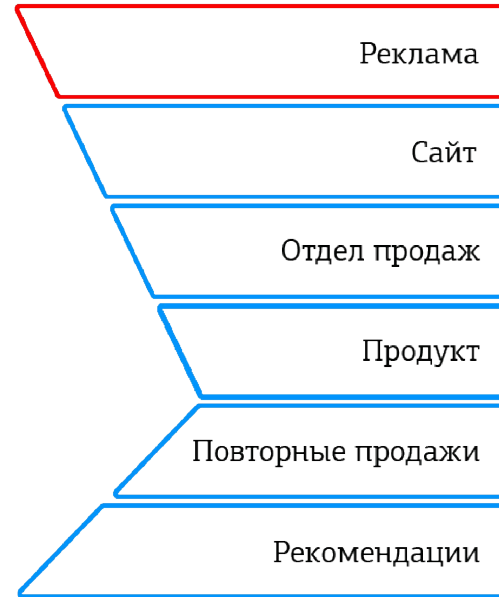 Реклама
Сайт
Отдел продаж
Продукт
Повторные продажи
Рекомендации